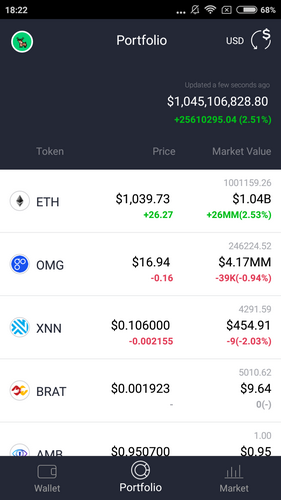 18:22 ... 68%
Portfolio USD $
Updated a few seconds ago
$1,045,106,828.80
+25610295.04 (2.51%)
Token Price Market Value
1001159.26
ETH $1,039.73 $1.04B
+26.27 +26MM(2.53%)
246224.52
OMG $16.94 $4.17MM
-0.16 -39K(-0.94%)
4291.59
XNN $0.106000 $454.91
-0.002155 -9(-2.03%)
5010.62
BRAT $0.001923 $9.64
- 0(-)
1.00
AMB $0.950700 $0.95
Wallet Portfolio Market